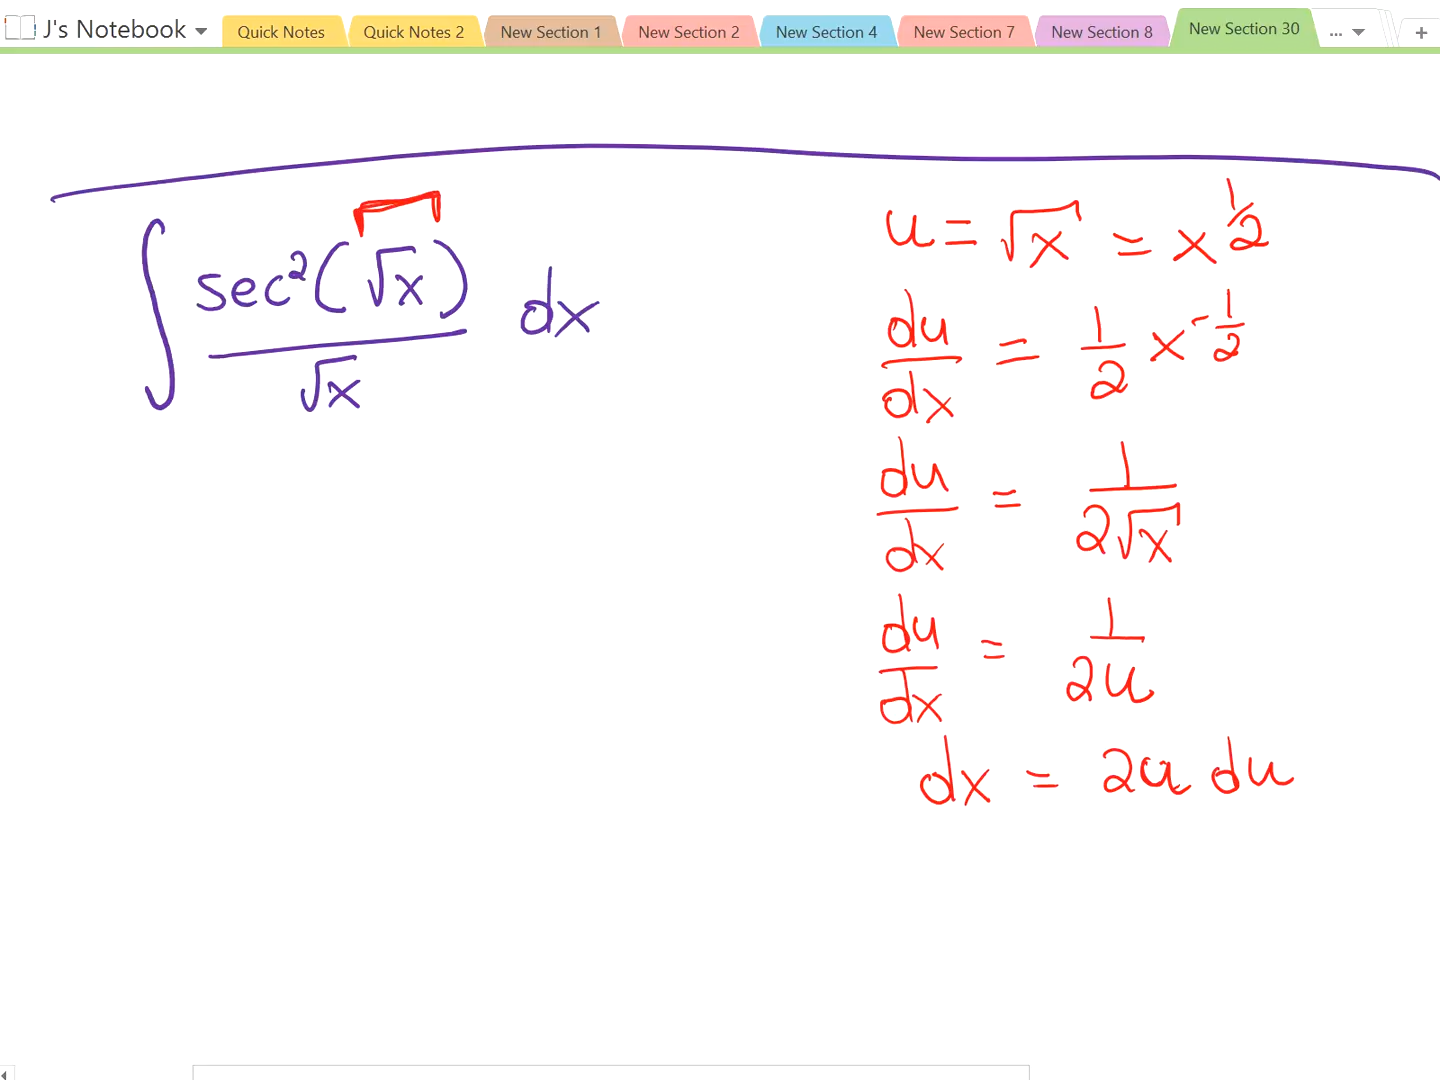 J's Notebook Quick Notes Quick Notes 2 New Section 1 New Section 2 New Section 4 New Section 7 New Section 8 New Section 30 ... +
∫ sec²(√x) / √x dx
u = √x = x^1/2
du/dx = 1/2 x^-1/2
du/dx = 1/2√x
du/dx = 1/2u
dx = 2u du